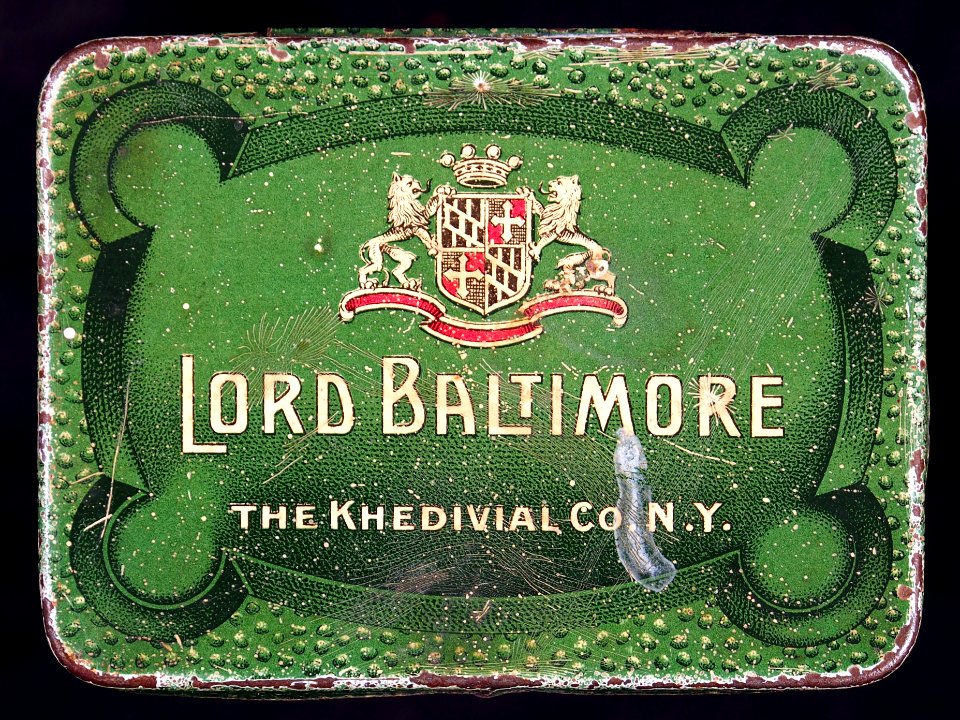 LORD BALTIMORE
THE KHEDIVIAL CO. N.Y.